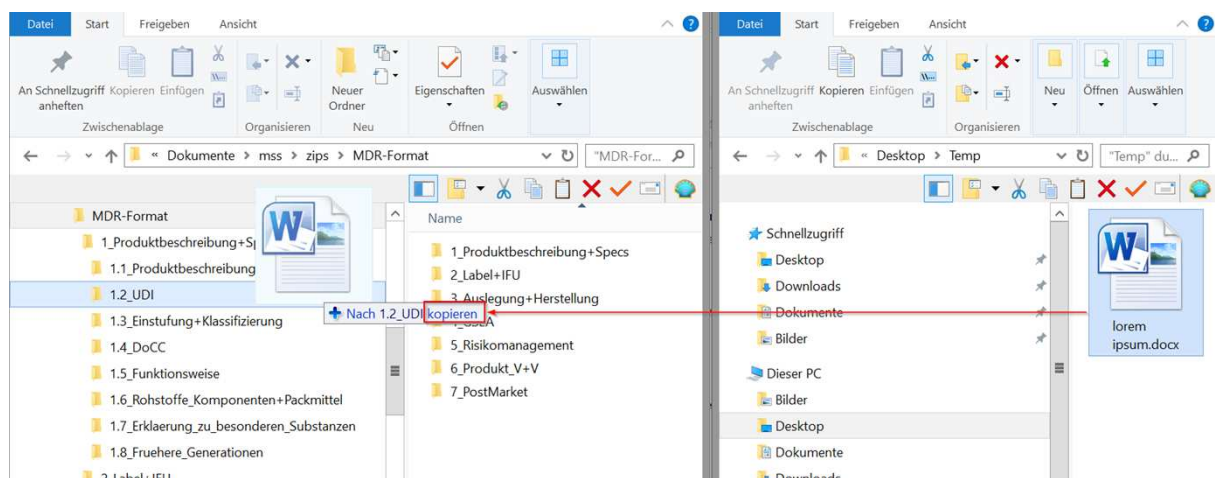 Datei Start Freigeben Ansicht
An Schnellzugriff anheften
Kopieren
Einfügen
Neuer Ordner
Eigenschaften
Auswählen
Zwischenablage Organisieren Neu Öffnen
« Dokumente > mss > zips > MDR-Format
"MDR-For...
MDR-Format
1_Produktbeschreibung+Sp
1.1_Produktbeschreibung
1.2_UDI
1.3_Einstufung+Klassifizierung
1.4_DoCC
1.5_Funktionsweise
1.6_Rohstoffe_Komponenten+Packmittel
1.7_Erklaerung_zu_besonderen_Substanzen
1.8_Fruehere_Generationen
2_Label+IFU
W
Nach 1.2_UDI kopieren
Name
1_Produktbeschreibung+Specs
2_Label+IFU
3_Auslegung+Herstellung
5_Risikomanagement
6_Produkt_V+V
7_PostMarket
Datei Start Freigeben Ansicht
An Schnellzugriff anheften
Kopieren
Einfügen
Neu
Öffnen
Auswählen
Zwischenablage Organisieren
« Desktop > Temp
"Temp" du...
Schnellzugriff
Desktop
Downloads
Dokumente
Bilder
Dieser PC
Bilder
Desktop
Dokumente
Downloads
W
lorem
ipsum.docx